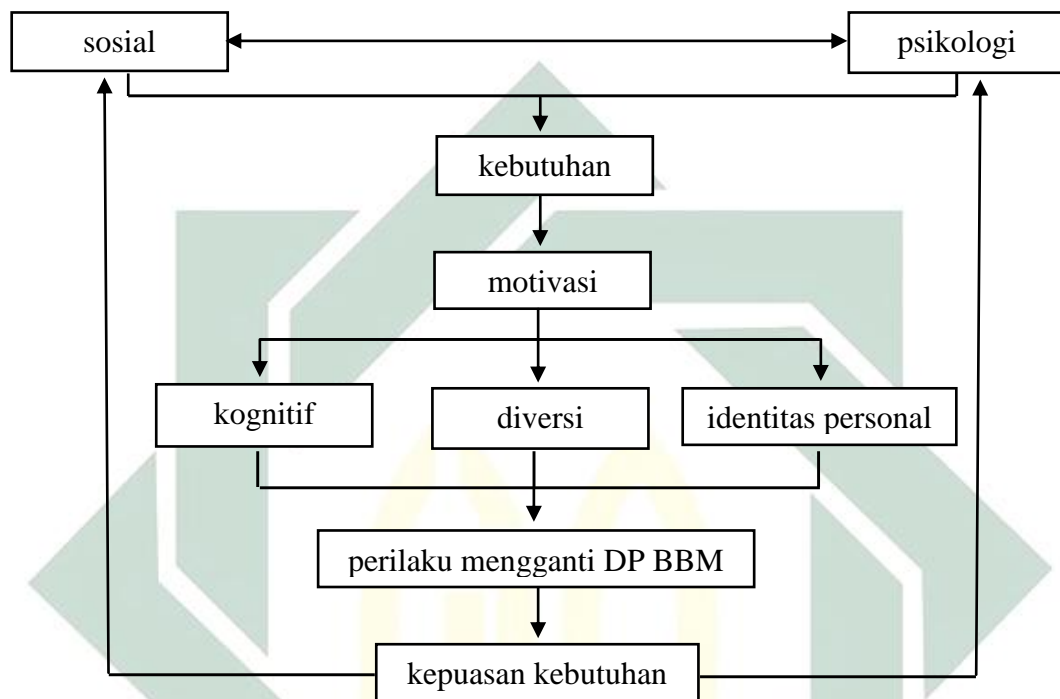 sosial
psikologi
kebutuhan
motivasi
kognitif
diversi
identitas personal
perilaku mengganti DP BBM
kepuasan kebutuhan